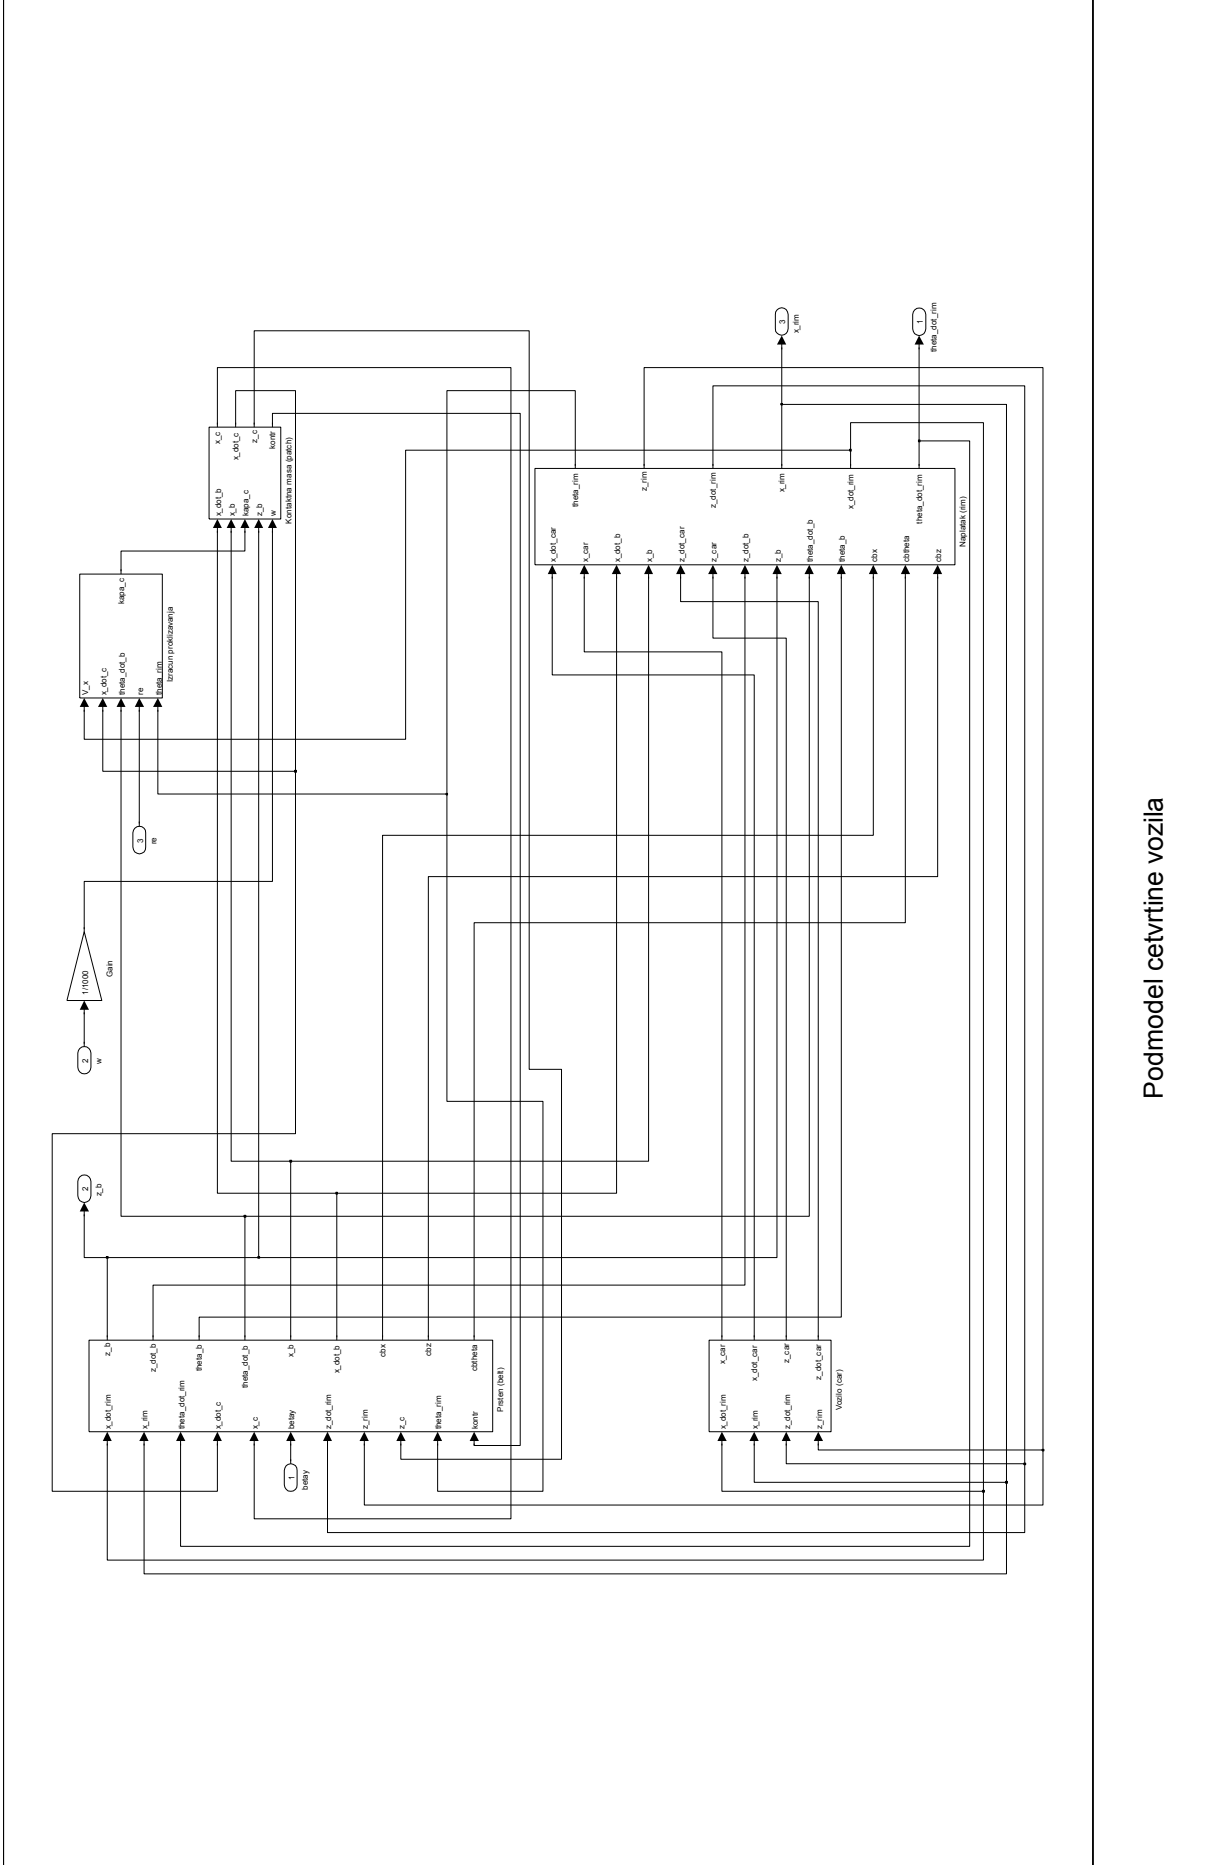 x_dot_rim
x_rim
theta_dot_rim
x_dot_c
x_c
betay
z_dot_rim
z_rim
z_c
theta_rim
kontr
z_b
z_dot_b
theta_b
theta_dot_b
x_b
x_dot_b
cbx
cbz
cbtheta
Prsten (belt)
1
betay
2
z_b
2
w
1/1000
Gain
3
re
V_x
x_dot_c
theta_dot_b
re
theta_rim
kapa_c
Izracun proklizavanja
x_dot_b
x_b
kapa_c
z_b
w
x_c
x_dot_c
z_c
kontr
Kontaktna masa (patch)
x_dot_rim
x_rim
z_dot_rim
z_rim
x_car
x_dot_car
z_car
z_dot_car
Vozilo (car)
x_dot_car
x_car
x_dot_b
x_b
z_dot_car
z_car
z_dot_b
z_b
theta_dot_b
theta_b
cbx
cbtheta
cbz
theta_rim
z_rim
z_dot_rim
x_rim
x_dot_rim
theta_dot_rim
Naplatak (rim)
3
x_rim
1
theta_dot_rim
Podmodel cetvrtine vozila